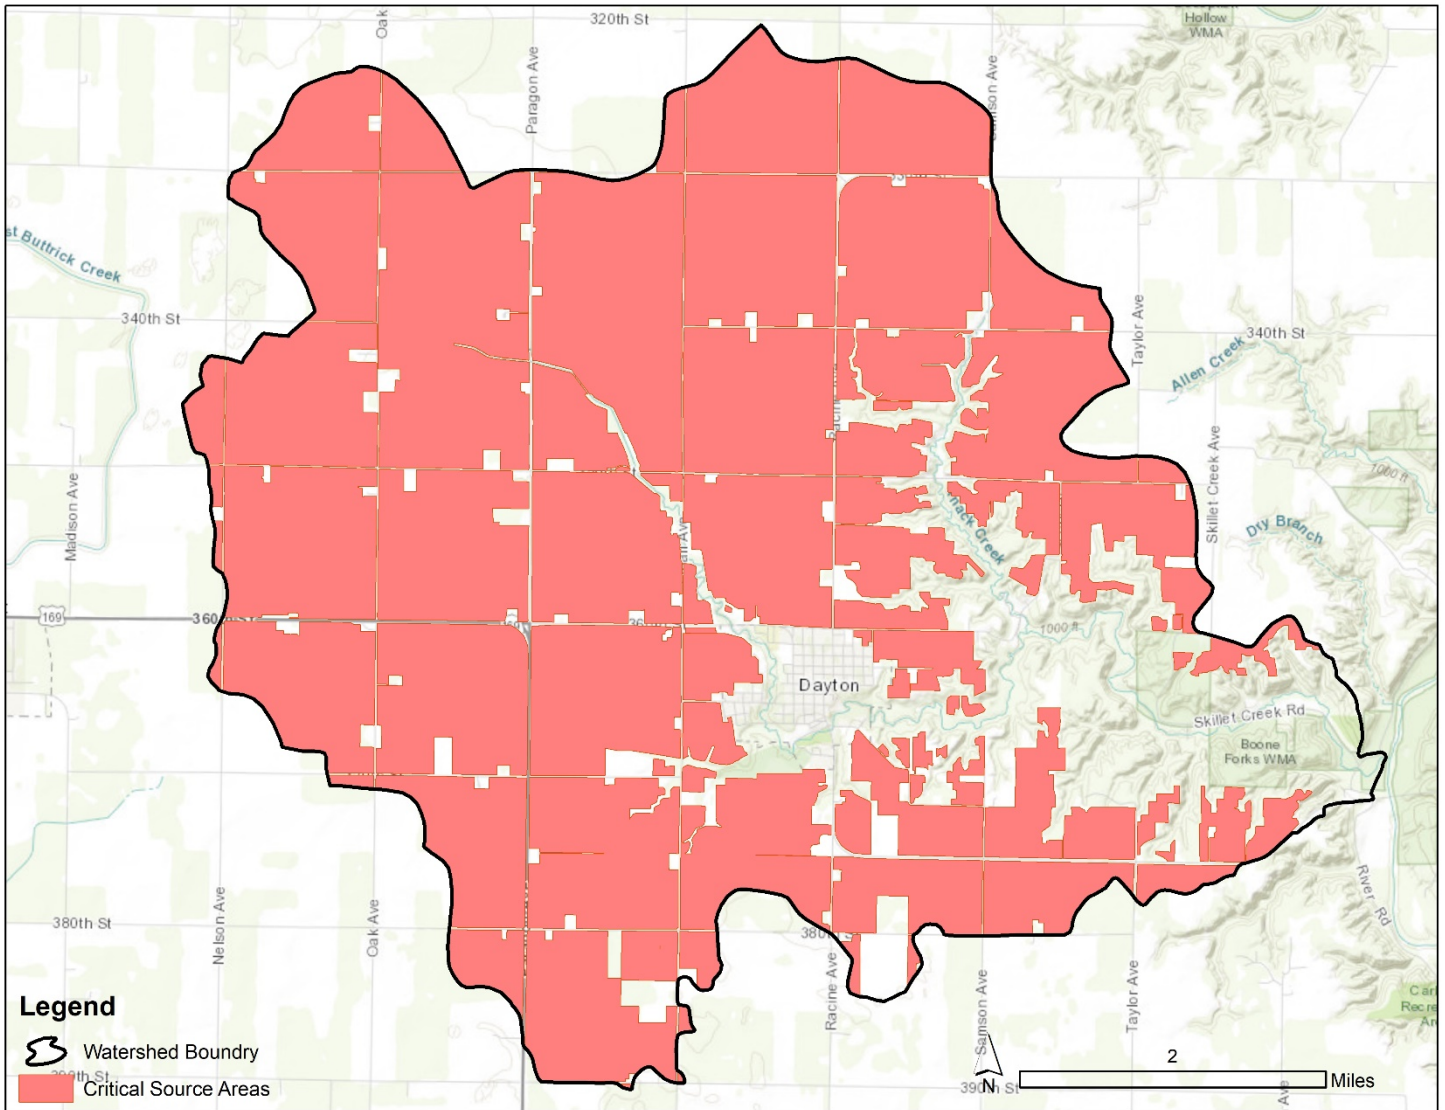 320th St
Hollow
WMA
Oak
Paragon Ave
st Buttrick Creek
340th St
Taylor Ave
340th St
Allen Creek
Madison Ave
Skillet Creek Ave
1000 ft
Dry Branch
Creek
169
1000 ft
Dayton
Skillet Creek Rd
Boone
Forks WMA
River Rd
380th St
Nelson Ave
Oak Ave
Racine Ave
Samson Ave
Taylor Ave
Legend
Watershed Boundry
Critical Source Areas
N
2
Miles
390th St
Ave